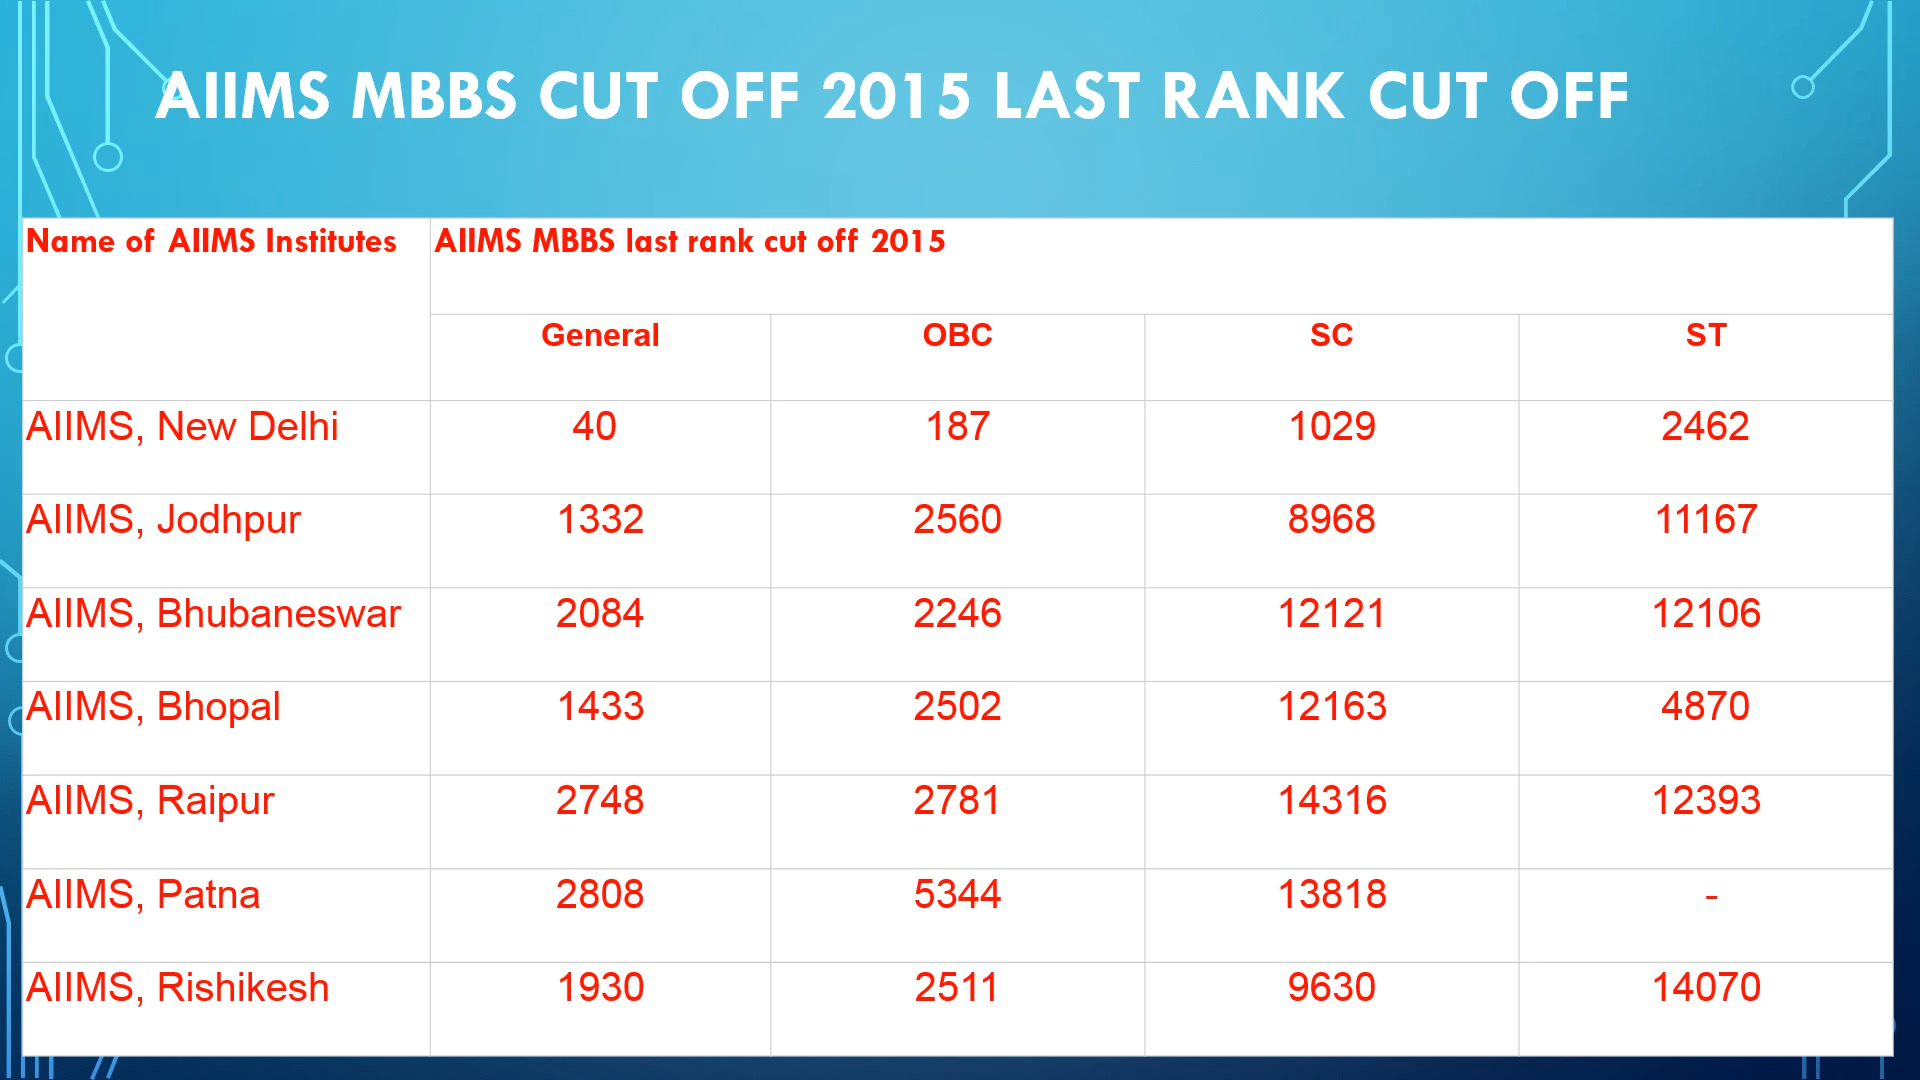 AIIMS MBBS CUT OFF 2015 LAST RANK CUT OFF
Name of AIIMS Institutes AIIMS MBBS last rank cut off 2015
General OBC SC ST
AIIMS, New Delhi 40 187 1029 2462
AIIMS, Jodhpur 1332 2560 8968 11167
AIIMS, Bhubaneswar 2084 2246 12121 12106
AIIMS, Bhopal 1433 2502 12163 4870
AIIMS, Raipur 2748 2781 14316 12393
AIIMS, Patna 2808 5344 13818 -
AIIMS, Rishikesh 1930 2511 9630 14070